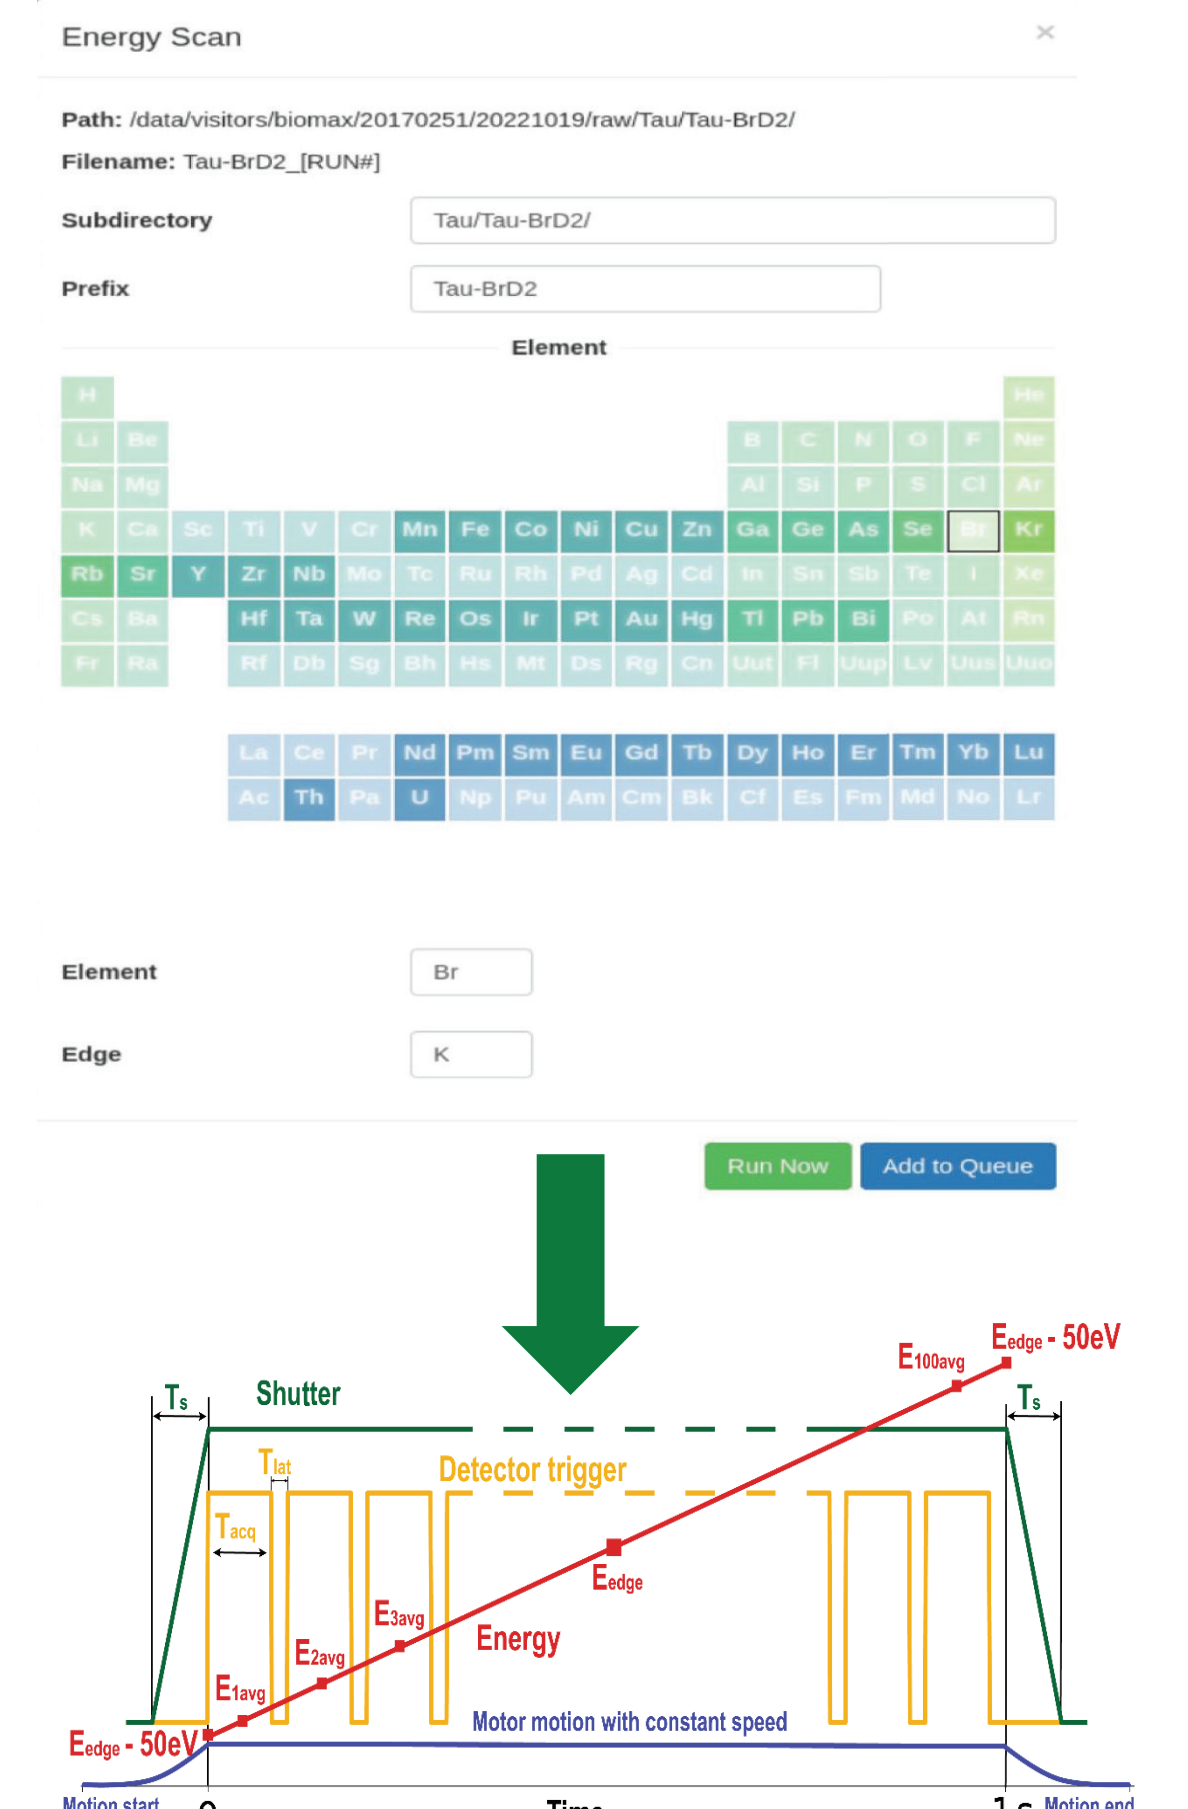 Energy Scan ×
Path: /data/visitors/biomax/20170251/20221019/raw/Tau/Tau-BrD2/
Filename: Tau-BrD2_[RUN#]
Subdirectory Tau/Tau-BrD2/
Prefix Tau-BrD2
Element
H He
Li Be B C N O F Ne
Na Mg Al Si P S Cl Ar
K Ca Sc Ti V Cr Mn Fe Co Ni Cu Zn Ga Ge As Se Br Kr
Rb Sr Y Zr Nb Mo Tc Ru Rh Pd Ag Cd In Sn Sb Te I Xe
Cs Ba Hf Ta W Re Os Ir Pt Au Hg Tl Pb Bi Po At Rn
Fr Ra Rf Db Sg Bh Hs Mt Ds Rg Cn Uut Fl Uup Lv Uus Uuo
La Ce Pr Nd Pm Sm Eu Gd Tb Dy Ho Er Tm Yb Lu
Ac Th Pa U Np Pu Am Cm Bk Cf Es Fm Md No Lr
Element Br
Edge K
Run Now Add to Queue
Eedge - 50eV
E100avg
Ts Shutter Ts
Tlat Detector trigger
Tacq
Eedge
E3avg
Energy
E2avg
E1avg
Motor motion with constant speed
Eedge - 50eV
Motion start 0 Time 1 s Motion end